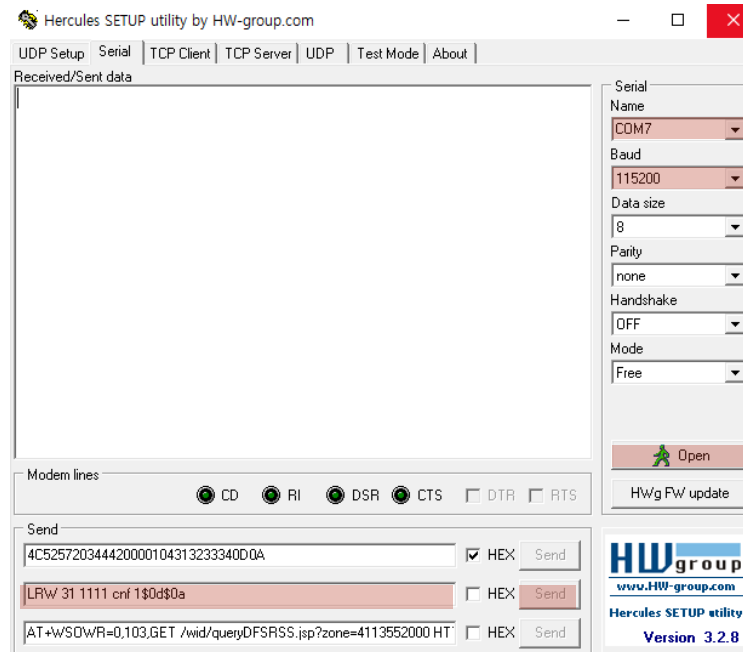 Hercules SETUP utility by HW-group.com
UDP Setup Serial TCP Client TCP Server UDP Test Mode About
Received/Sent data
Serial
Name
COM7
Baud
115200
Data size
8
Parity
none
Handshake
OFF
Mode
Free
Open
HWg FW update
Modem lines
CD RI DSR CTS DTR RTS
Send
4C5257203444420000104313233340D0A HEX Send
LRW 31 1111 cnf 1$0d$0a HEX Send
AT+WSOWR=0,103,GET /wid/queryDFSRSS.jsp?zone=4113552000 HT HEX Send
HW group
www.HW-group.com
Hercules SETUP utility
Version 3.2.8